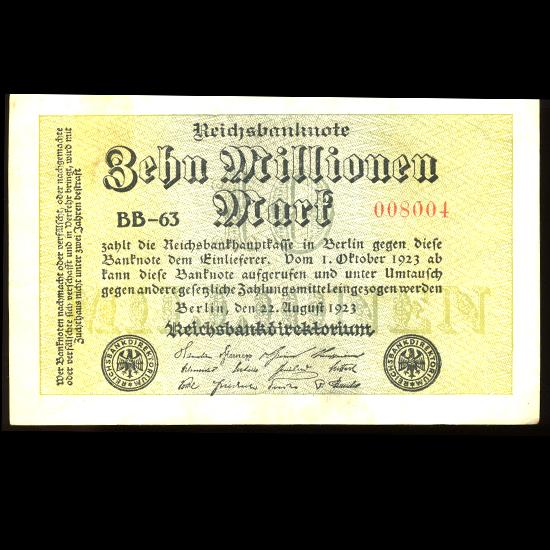 Reichsbanknote
Zehn Millionen
Mark
BB-63
008004
zahlt die Reichsbankhauptkasse in Berlin gegen diese
Banknote dem Einlieferer. Vom 1. Oktober 1923 ab
kann diese Banknote aufgerufen und unter Umtausch
gegen andere gesetzliche Zahlungsmittel eingezogen werden
Berlin, den 22. August 1923
Reichsbankdirektorium
Wer Banknoten nachmacht oder verfälscht, oder nachgemachte
oder verfälschte sich verschafft und in Verkehr bringt, wird mit
Zuchthaus nicht unter zwei Jahren bestraft
REICHSBANKDIREKTORIUM
REICHSBANKDIREKTORIUM